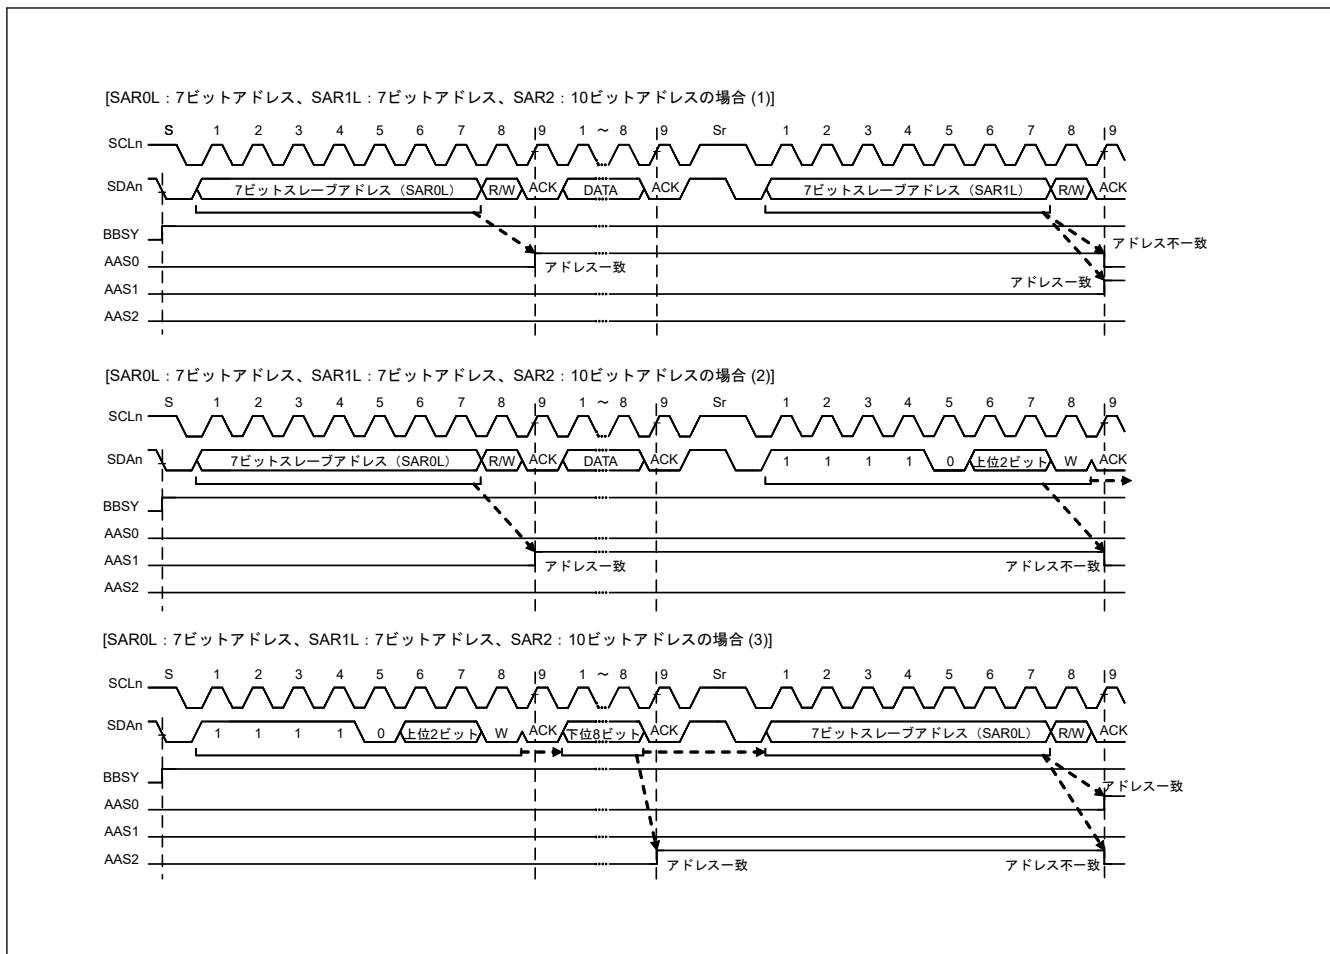 [SAR0L：7ビットアドレス、SAR1L：7ビットアドレス、SAR2：10ビットアドレスの場合 (1)]
S 1 2 3 4 5 6 7 8 9 1 ～ 8 9 Sr 1 2 3 4 5 6 7 8 9
SCLn
SDAn 7ビットスレーブアドレス（SAR0L） R/W ACK DATA ACK 7ビットスレーブアドレス（SAR1L） R/W ACK
BBSY アドレス不一致
AAS0 アドレス一致
AAS1 アドレス一致
AAS2
[SAR0L：7ビットアドレス、SAR1L：7ビットアドレス、SAR2：10ビットアドレスの場合 (2)]
S 1 2 3 4 5 6 7 8 9 1 ～ 8 9 Sr 1 2 3 4 5 6 7 8 9
SCLn
SDAn 7ビットスレーブアドレス（SAR0L） R/W ACK DATA ACK 1 1 1 1 0 上位2ビット W ACK
BBSY
AAS0
AAS1 アドレス一致 アドレス不一致
AAS2
[SAR0L：7ビットアドレス、SAR1L：7ビットアドレス、SAR2：10ビットアドレスの場合 (3)]
S 1 2 3 4 5 6 7 8 9 1 ～ 8 9 Sr 1 2 3 4 5 6 7 8 9
SCLn
SDAn 1 1 1 1 0 上位2ビット W ACK 下位8ビット ACK 7ビットスレーブアドレス（SAR0L） R/W ACK
BBSY アドレス一致
AAS0
AAS1
AAS2 アドレス一致 アドレス不一致